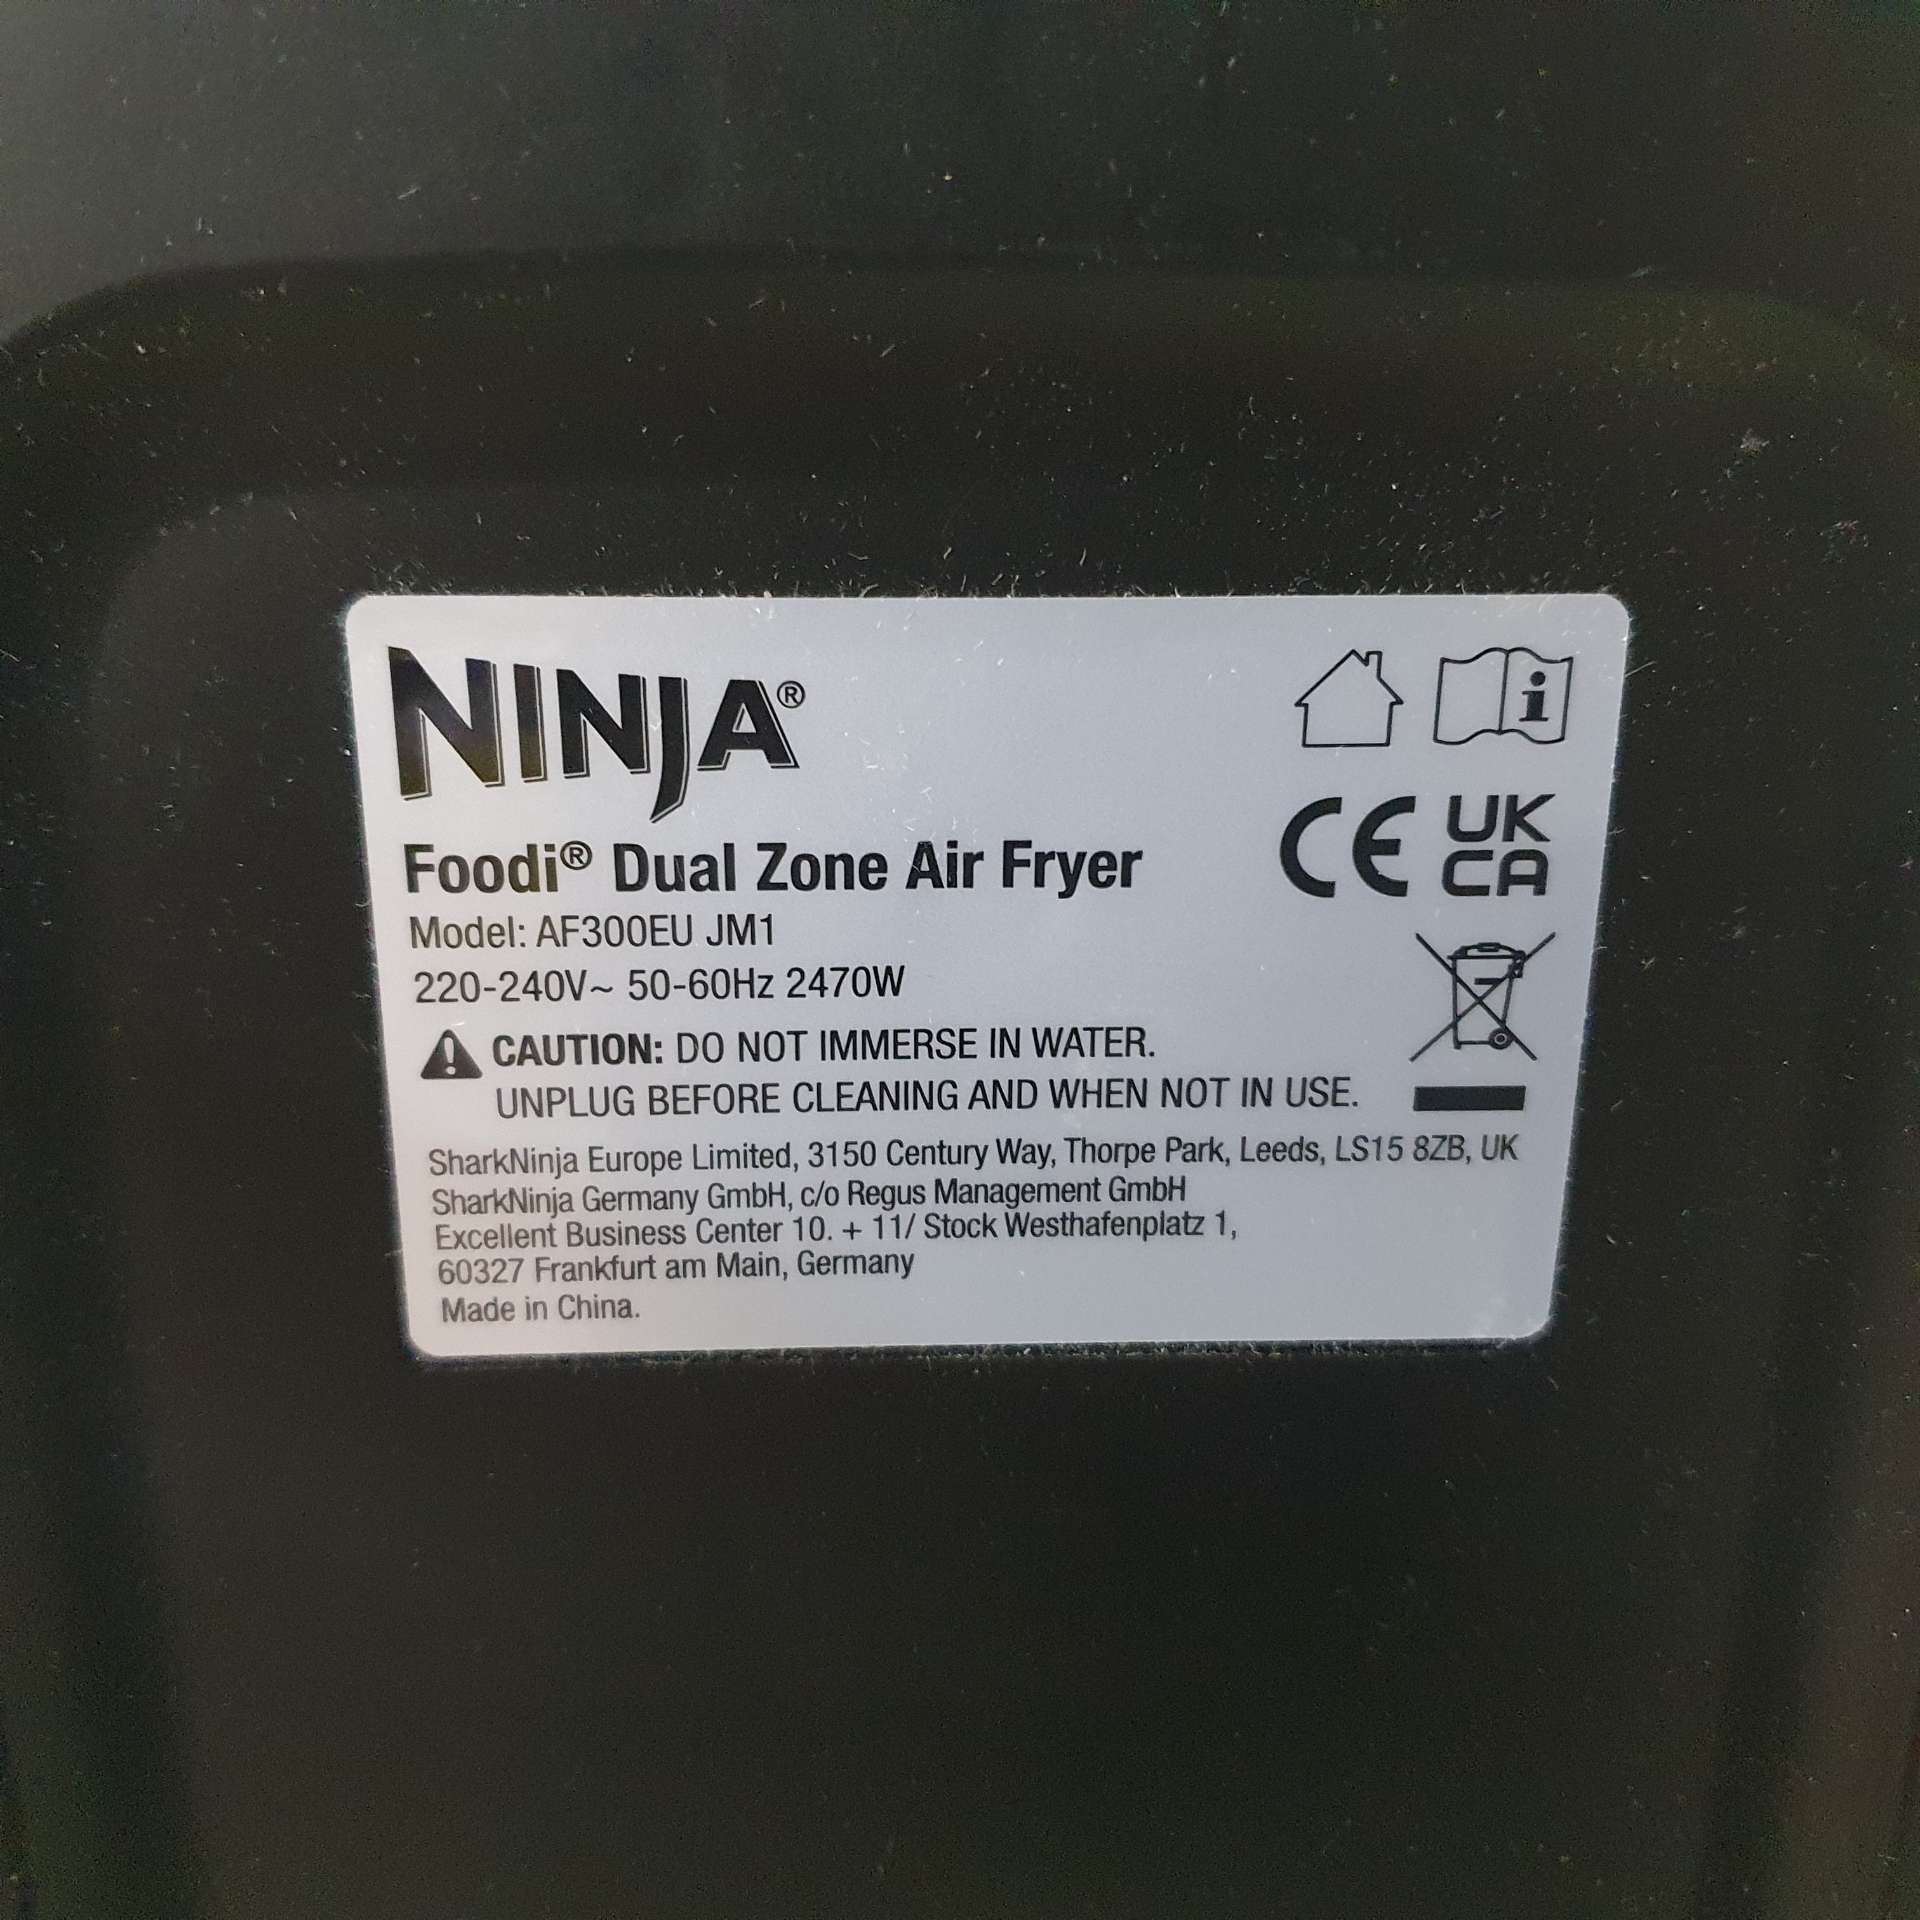 NINJA®
Foodi® Dual Zone Air Fryer
Model: AF300EU JM1
220-240V~ 50-60Hz 2470W
CAUTION: DO NOT IMMERSE IN WATER.
UNPLUG BEFORE CLEANING AND WHEN NOT IN USE.
SharkNinja Europe Limited, 3150 Century Way, Thorpe Park, Leeds, LS15 8ZB, UK
SharkNinja Germany GmbH, c/o Regus Management GmbH
Excellent Business Center 10. + 11/ Stock Westhafenplatz 1,
60327 Frankfurt am Main, Germany
Made in China.
i
CE
UK
CA